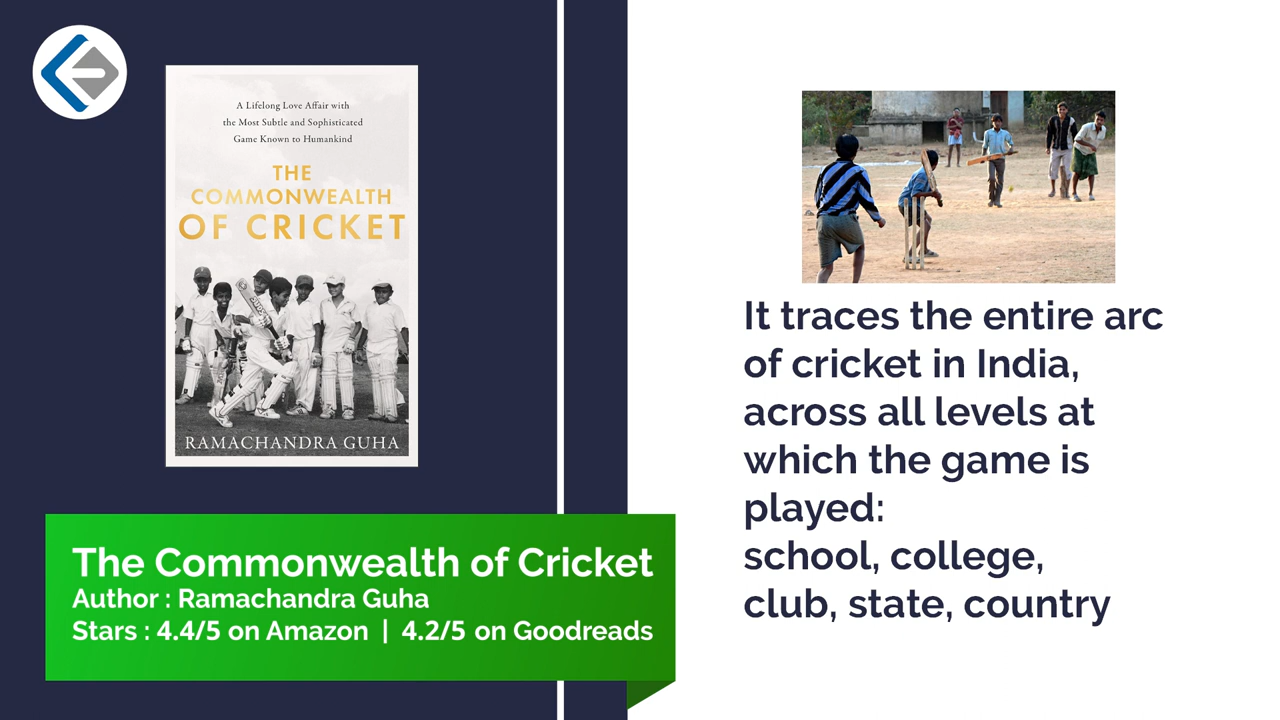 A Lifelong Love Affair with
the Most Subtle and Sophisticated
Game Known to Humankind
THE
COMMONWEALTH
OF CRICKET
RAMACHANDRA GUHA
The Commonwealth of Cricket
Author : Ramachandra Guha
Stars : 4.4/5 on Amazon | 4.2/5 on Goodreads
It traces the entire arc
of cricket in India,
across all levels at
which the game is
played:
school, college,
club, state, country